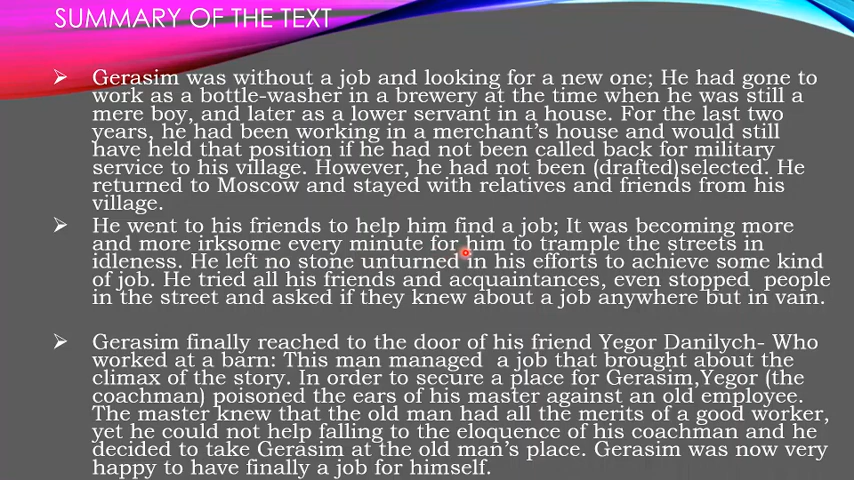 SUMMARY OF THE TEXT
➢ Gerasim was without a job and looking for a new one; He had gone to
work as a bottle-washer in a brewery at the time when he was still a
mere boy, and later as a lower servant in a house. For the last two
years, he had been working in a merchant's house and would still
have held that position if he had not been called back for military
service to his village. However, he had not been (drafted)selected. He
returned to Moscow and stayed with relatives and friends from his
village.
➢ He went to his friends to help him find a job; It was becoming more
and more irksome every minute for him to trample the streets in
idleness. He left no stone unturned in his efforts to achieve some kind
of job. He tried all his friends and acquaintances, even stopped people
in the street and asked if they knew about a job anywhere but in vain.
➢ Gerasim finally reached to the door of his friend Yegor Danilych- Who
worked at a barn: This man managed a job that brought about the
climax of the story. In order to secure a place for Gerasim,Yegor (the
coachman) poisoned the ears of his master against an old employee.
The master knew that the old man had all the merits of a good worker,
yet he could not help falling to the eloquence of his coachman and he
decided to take Gerasim at the old man's place. Gerasim was now very
happy to have finally a job for himself.